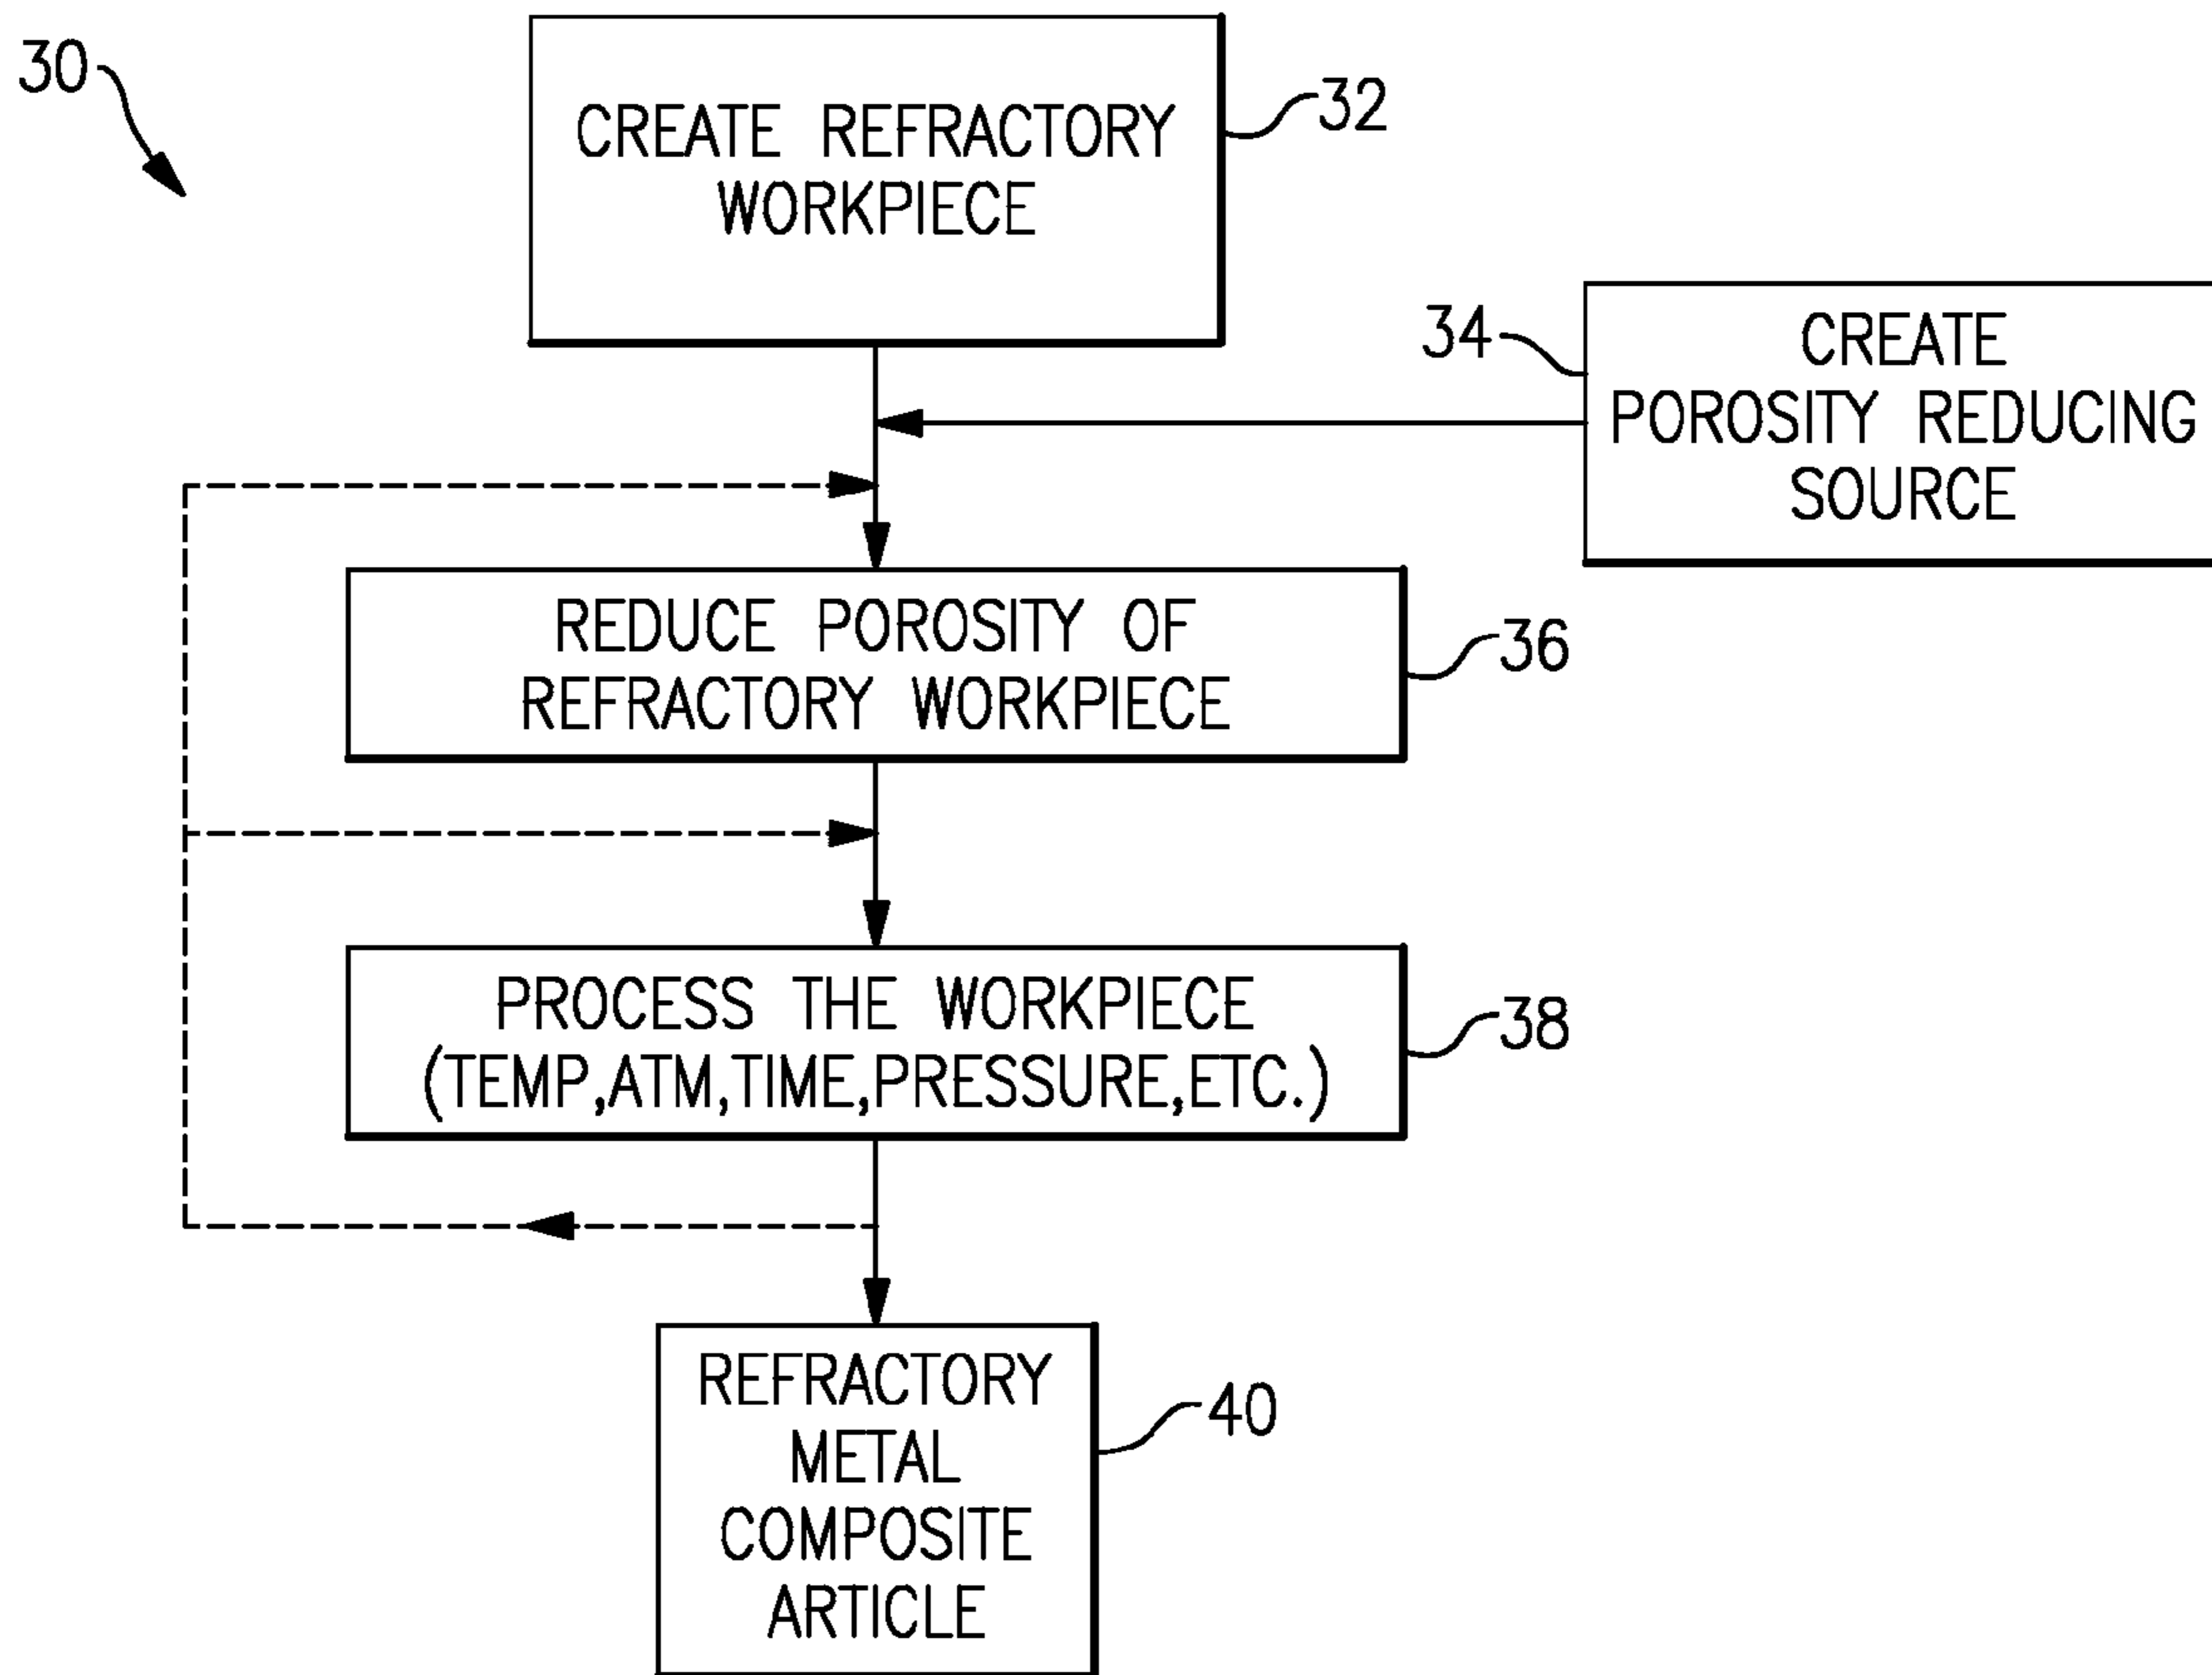 30
CREATE REFRACTORY
WORKPIECE
32
34
CREATE
POROSITY REDUCING
SOURCE
REDUCE POROSITY OF
REFRACTORY WORKPIECE
36
PROCESS THE WORKPIECE
(TEMP,ATM,TIME,PRESSURE,ETC.)
38
REFRACTORY
METAL
COMPOSITE
ARTICLE
40